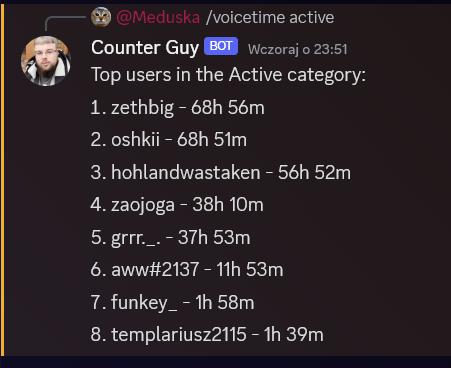 @Meduska /voicetime active
Counter Guy BOT Wczoraj o 23:51
Top users in the Active category:
1. zethbig - 68h 56m
2. oshkii - 68h 51m
3. hohlandwastaken - 56h 52m
4. zaojoga - 38h 10m
5. grrr._. - 37h 53m
6. aww#2137 - 11h 53m
7. funkey_ - 1h 58m
8. templariusz2115 - 1h 39m